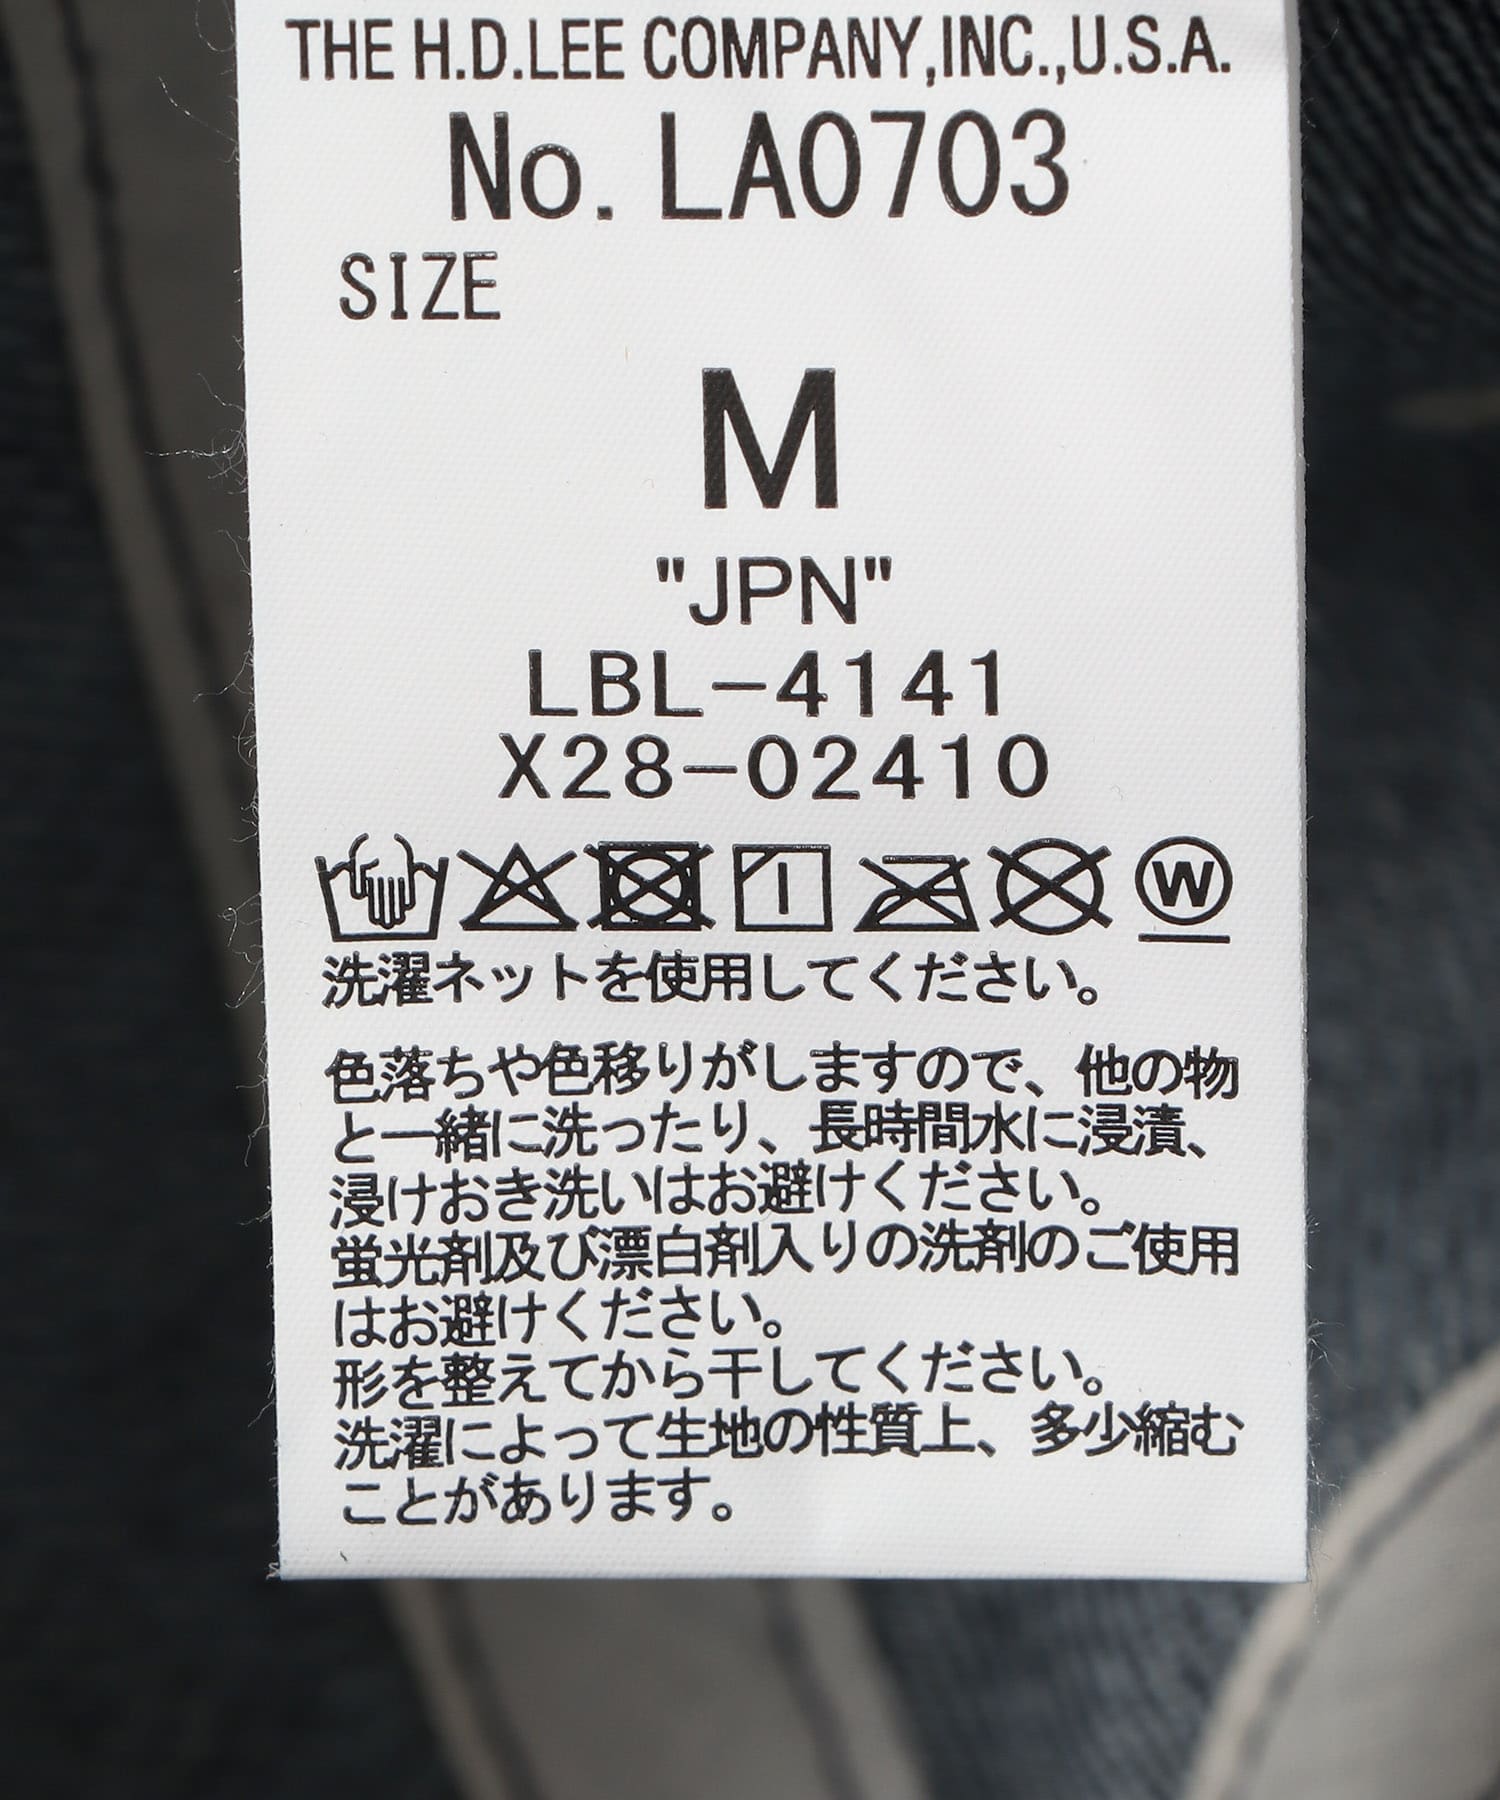 THE H.D.LEE COMPANY,INC.,U.S.A.
No. LA0703
SIZE
M
"JPN"
LBL-4141
X28-02410
W
洗濯ネットを使用してください。
色落ちや色移りがしますので、他の物
と一緒に洗ったり、長時間水に浸漬、
浸けおき洗いはお避けください。
蛍光剤及び漂白剤入りの洗剤のご使用
はお避けください。
形を整えてから干してください。
洗濯によって生地の性質上、多少縮む
ことがあります。